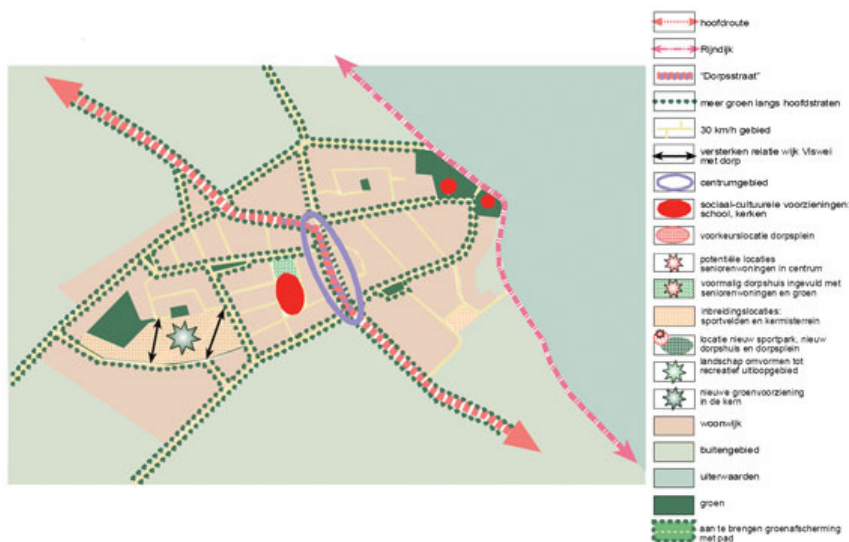 hoofdroute
Rijndijk
"Dorpsstraat"
meer groen langs hoofdstraten
30 km/h gebied
versterken relatie wijk Viswei
met dorp
centrumgebied
sociaal-cultuurele voorzieningen:
school, kerken
voorkeurslocatie dorpsplein
potentiële locaties
seniorenwoningen in centrum
voormalig dorpshuis ingevuld met
seniorenwoningen en groen
inbreidingslocaties:
sportvelden en kermisterrein
locatie nieuw sportpark, nieuw
dorpshuis en dorpsplein
landschap omvormen tot
recreatief uitloopgebied
nieuwe groenvoorziening
in de kern
woonwijk
buitengebied
uiterwaarden
groen
aan te brengen groenafscherming
met pad